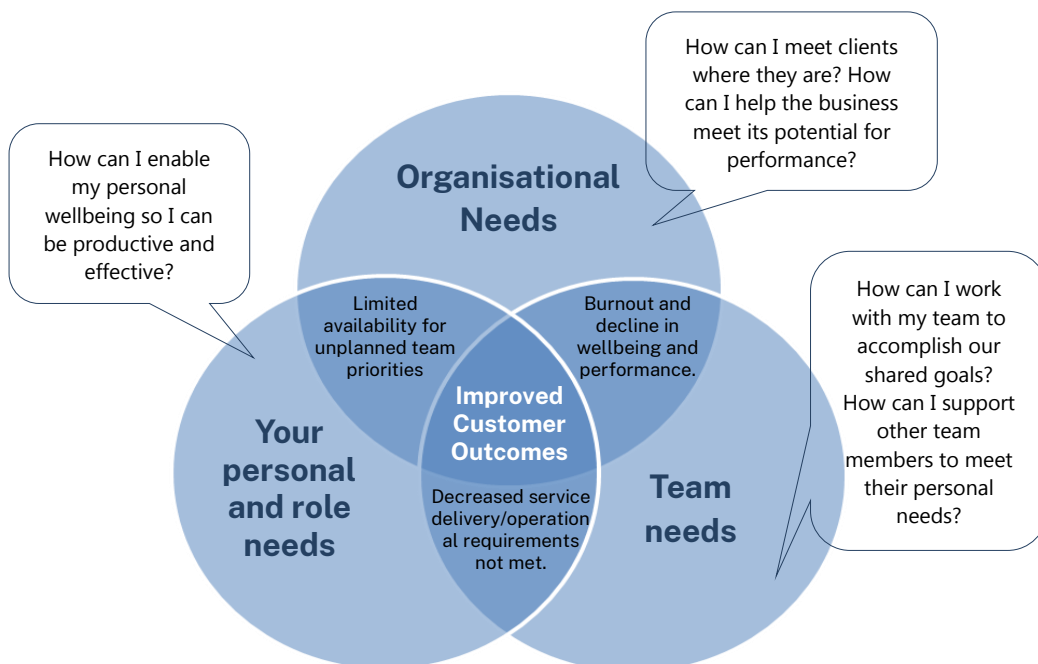 How can I meet clients
where they are? How
can I help the business
meet its potential for
performance?
How can I enable
my personal
wellbeing so I can
be productive and
effective?
Organisational
Needs
Limited
availability for
unplanned team
priorities
Burnout and
decline in
wellbeing and
performance.
How can I work
with my team to
accomplish our
shared goals?
How can I support
other team
members to meet
their personal
needs?
Improved
Customer
Outcomes
Your
personal
and role
needs
Decreased service
delivery/operation
al requirements
not met.
Team
needs